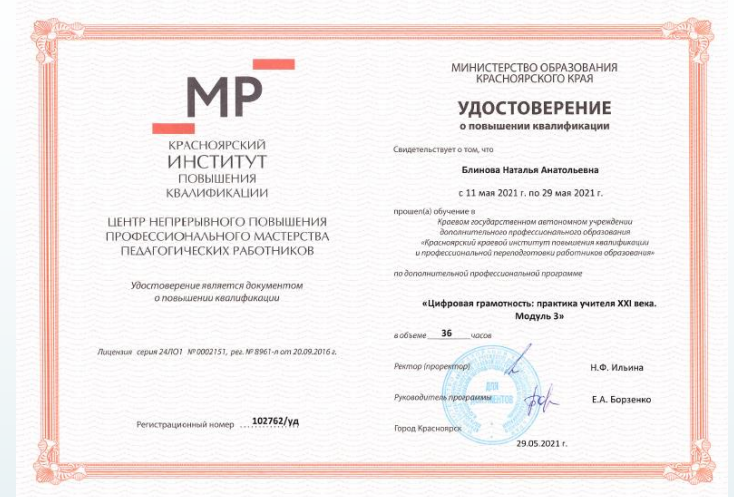 МР
КРАСНОЯРСКИЙ
ИНСТИТУТ
ПОВЫШЕНИЯ
КВАЛИФИКАЦИИ
ЦЕНТР НЕПРЕРЫВНОГО ПОВЫШЕНИЯ
ПРОФЕССИОНАЛЬНОГО МАСТЕРСТВА
ПЕДАГОГИЧЕСКИХ РАБОТНИКОВ
Удостоверение является документом
о повышении квалификации
Лицензия серия 24ЛО1 №0002151, рег. № 8961-л от 20.09.2016 г.
Регистрационный номер 102762/уд
МИНИСТЕРСТВО ОБРАЗОВАНИЯ
КРАСНОЯРСКОГО КРАЯ
УДОСТОВЕРЕНИЕ
о повышении квалификации
Свидетельствует о том, что
Блинова Наталья Анатольевна
с 11 мая 2021 г. по 29 мая 2021 г.
прошел(а) обучение в
Краевом государственном автономном учреждении
дополнительного профессионального образования
«Красноярский краевой институт повышения квалификации
и профессиональной переподготовки работников образования»
по дополнительной профессиональной программе
«Цифровая грамотность: практика учителя XXI века.
Модуль 3»
в объеме 36 часов
Ректор (проректор) Н.Ф. Ильина
ДЛЯ
ДОКУМЕНТОВ
Руководитель программы Е.А. Борзенко
Город Красноярск
29.05.2021 г.